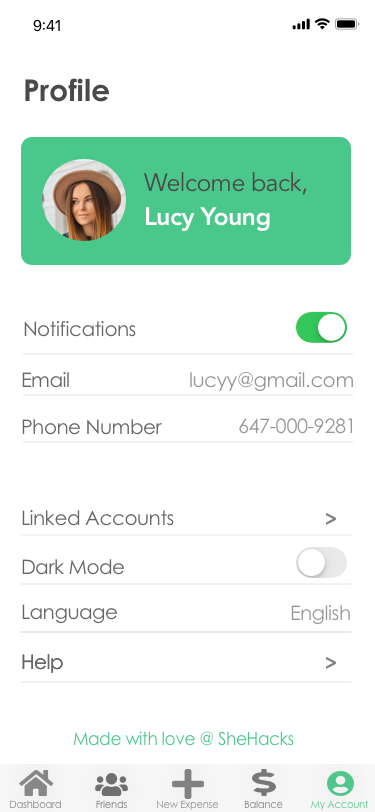 9:41
Profile
Welcome back,
Lucy Young
Notifications
Email lucyy@gmail.com
Phone Number 647-000-9281
Linked Accounts >
Dark Mode
Language English
Help >
Made with love @ SheHacks
Dashboard Friends New Expense Balance My Account